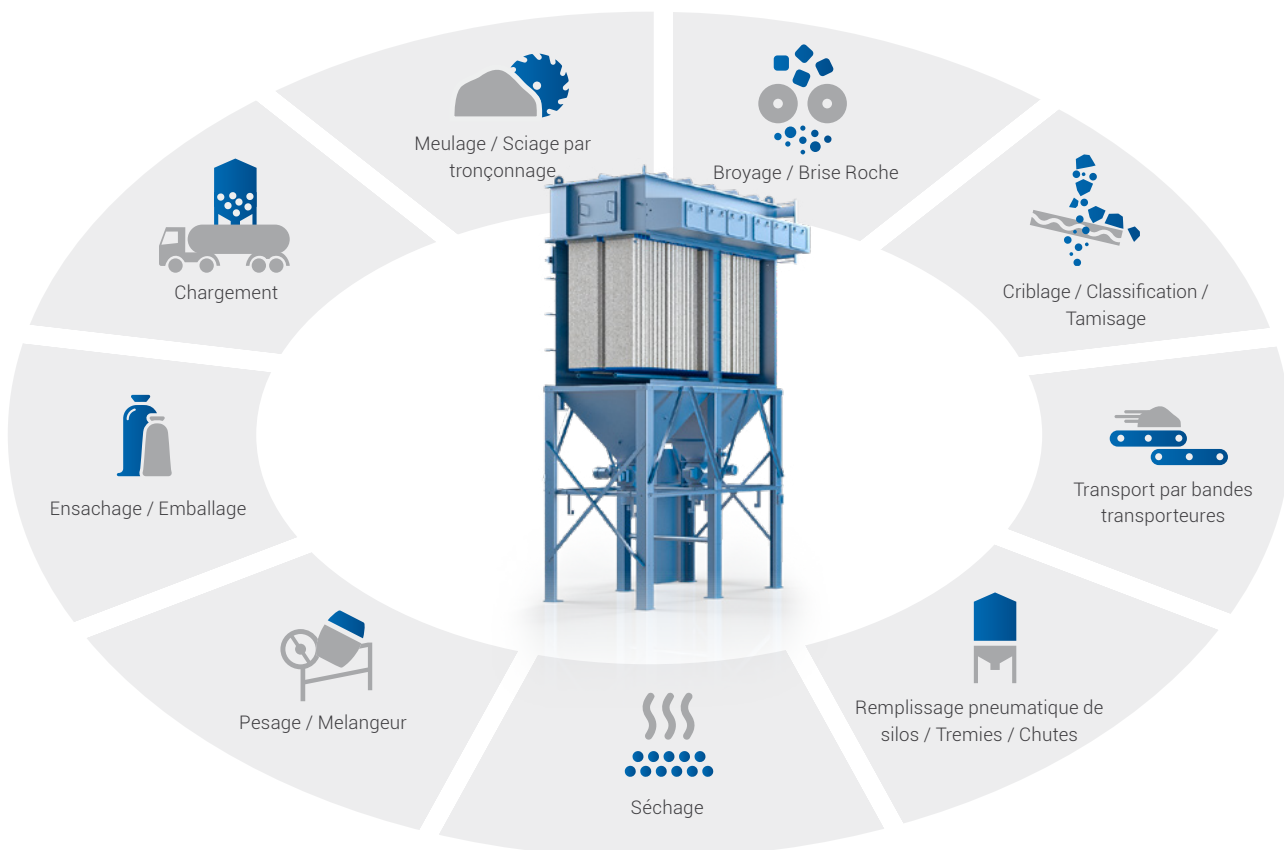 Meulage / Sciage par
tronçonnage
Broyage / Brise Roche
Chargement
Criblage / Classification /
Tamisage
Ensachage / Emballage
Transport par bandes
transporteures
Pesage / Melangeur
Remplissage pneumatique de
silos / Tremies / Chutes
Séchage